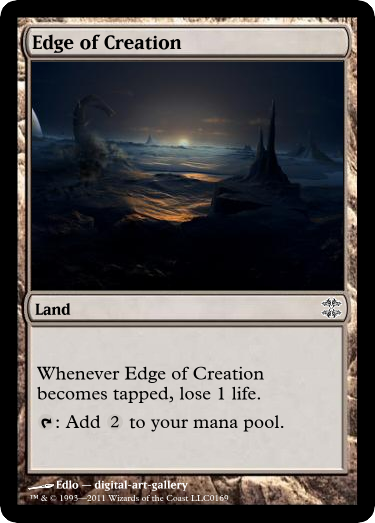 Edge of Creation
Land
Whenever Edge of Creation
becomes tapped, lose 1 life.
: Add 2 to your mana pool.
Edlo — digital-art-gallery
™ & © 1993—2011 Wizards of the Coast LLC0169